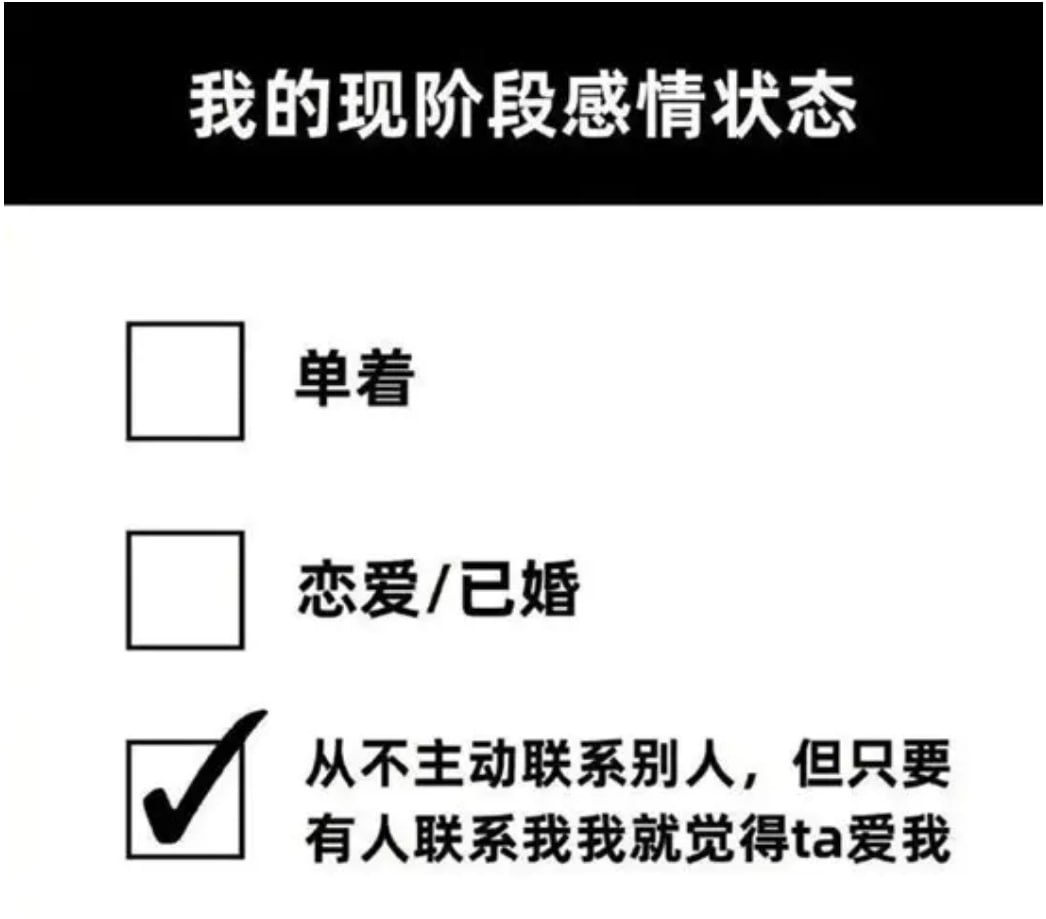 我的现阶段感情状态
单着
恋爱/已婚
从不主动联系别人，但只要
有人联系我我就觉得ta爱我